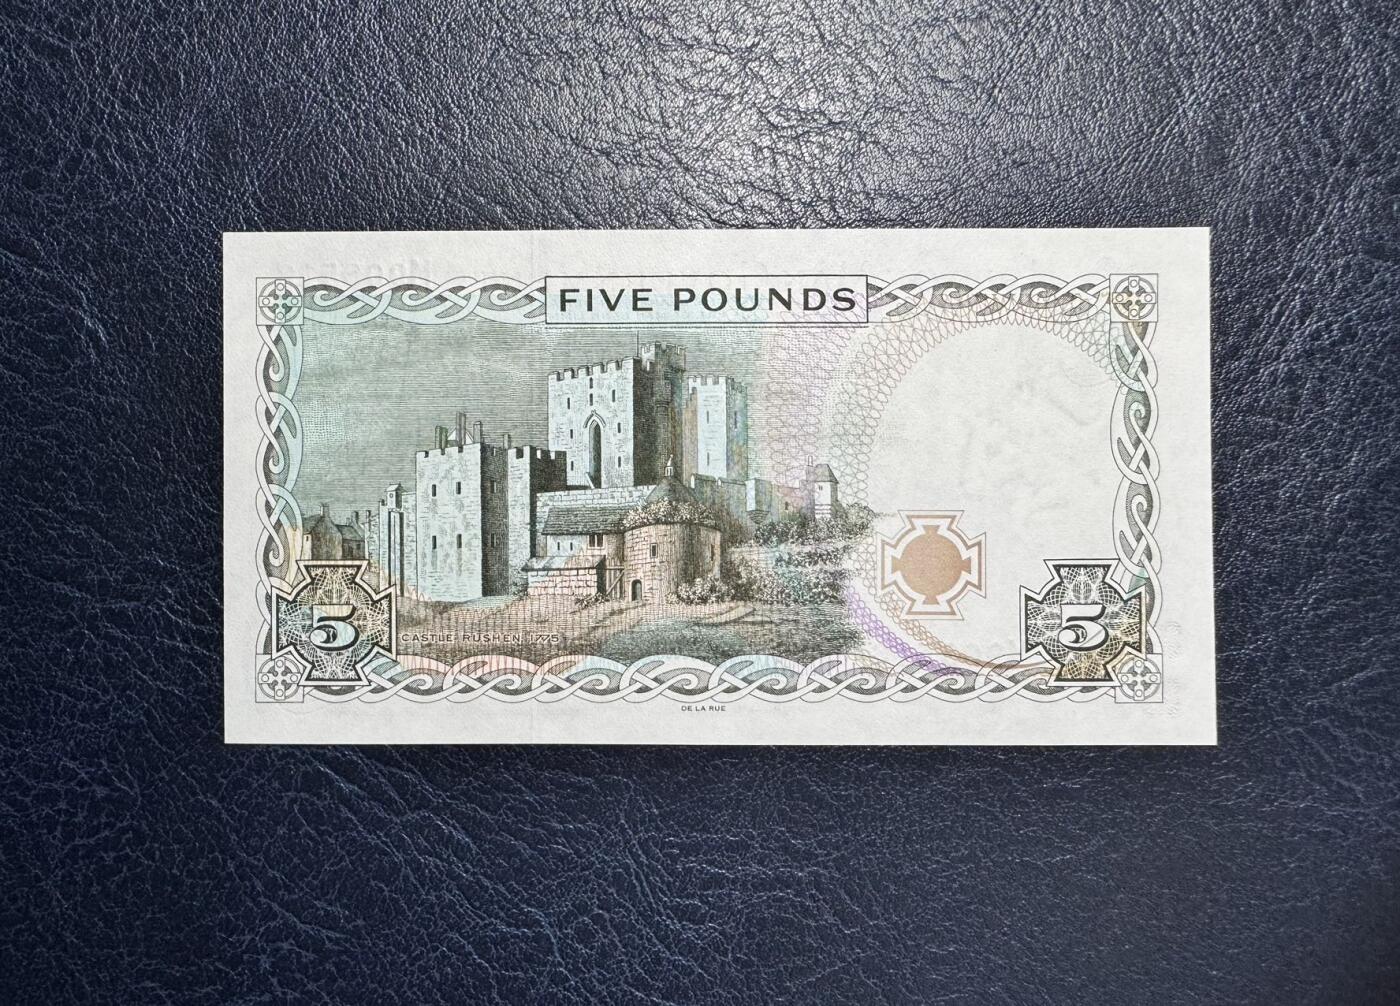 FIVE POUNDS
5
5
CASTLE RUSHEN, 1775
DE LA RUE